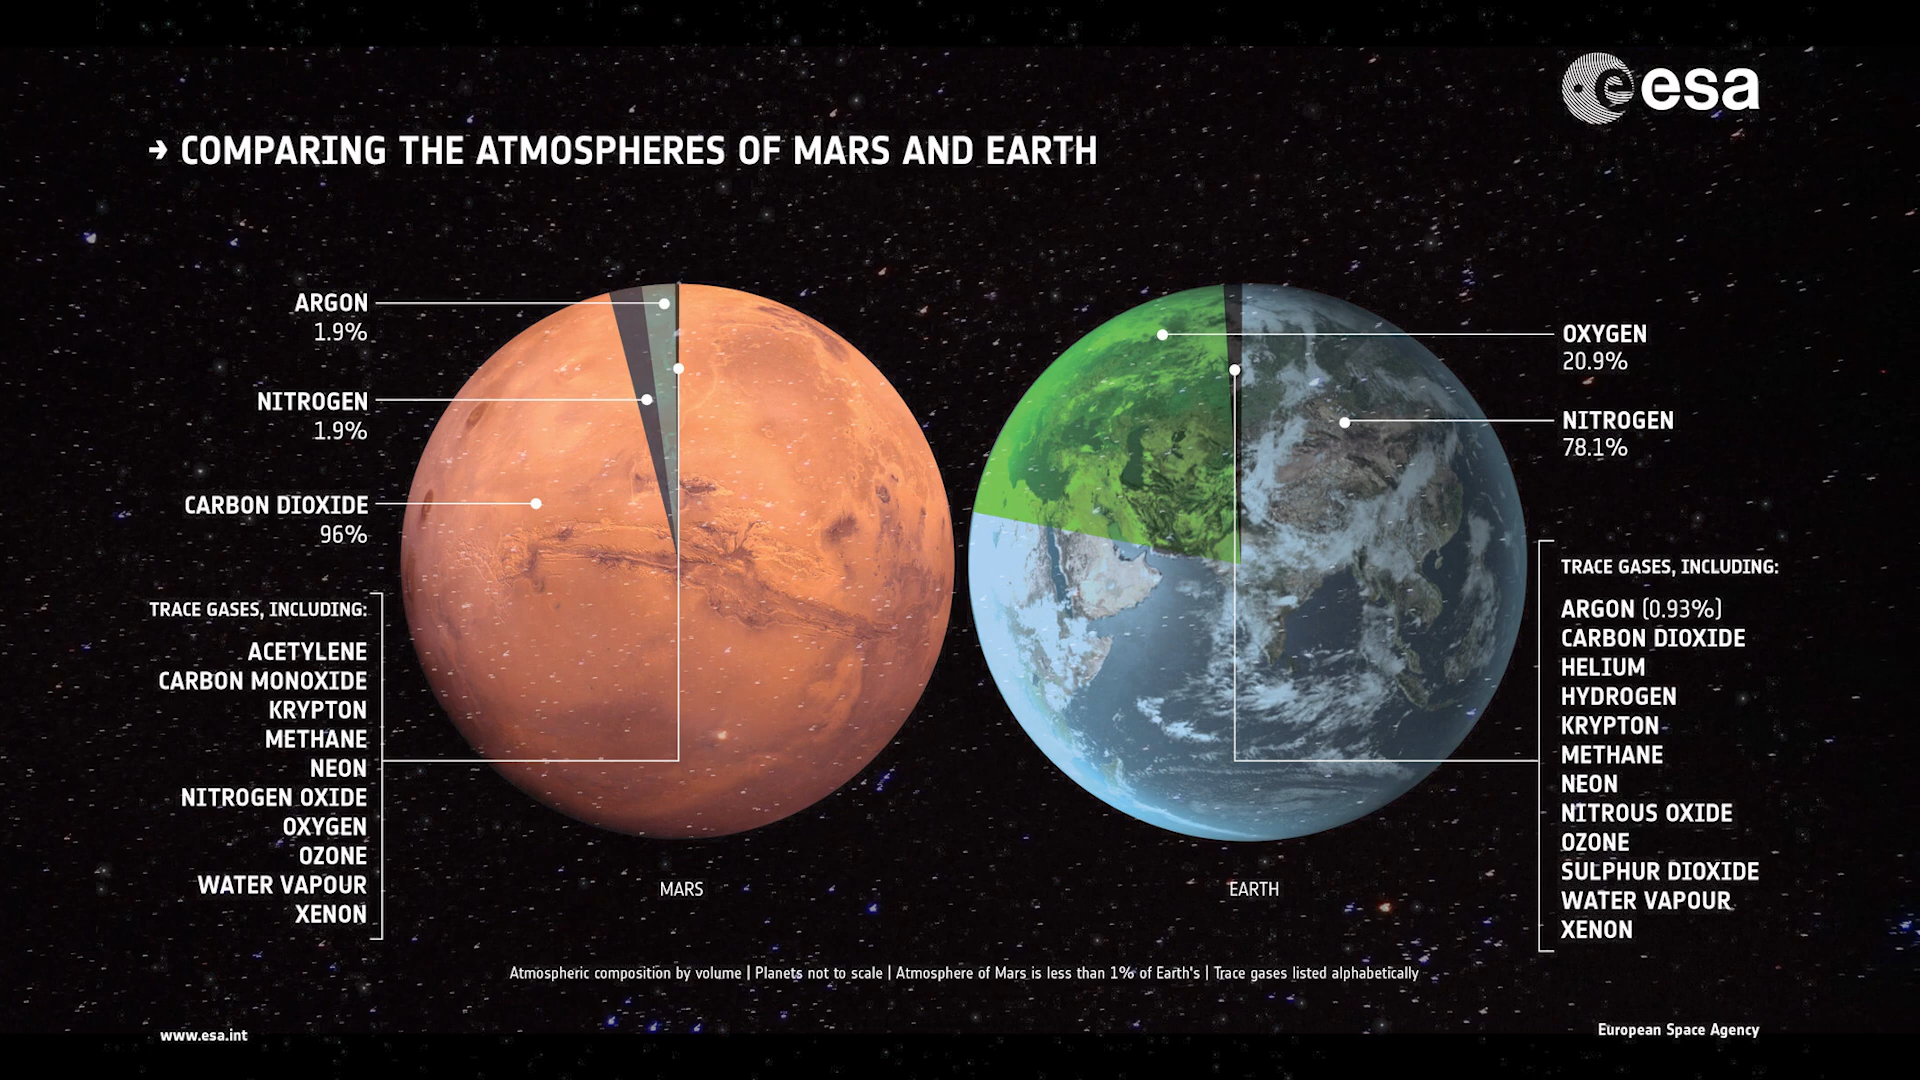 esa
→ COMPARING THE ATMOSPHERES OF MARS AND EARTH
ARGON
1.9%
NITROGEN
1.9%
CARBON DIOXIDE
96%
TRACE GASES, INCLUDING:
ACETYLENE
CARBON MONOXIDE
KRYPTON
METHANE
NEON
NITROGEN OXIDE
OXYGEN
OZONE
WATER VAPOUR
XENON
OXYGEN
20.9%
NITROGEN
78.1%
TRACE GASES, INCLUDING:
ARGON (0.93%)
CARBON DIOXIDE
HELIUM
HYDROGEN
KRYPTON
METHANE
NEON
NITROUS OXIDE
OZONE
SULPHUR DIOXIDE
WATER VAPOUR
XENON
MARS
EARTH
Atmospheric composition by volume | Planets not to scale | Atmosphere of Mars is less than 1% of Earth's | Trace gases listed alphabetically
www.esa.int
European Space Agency